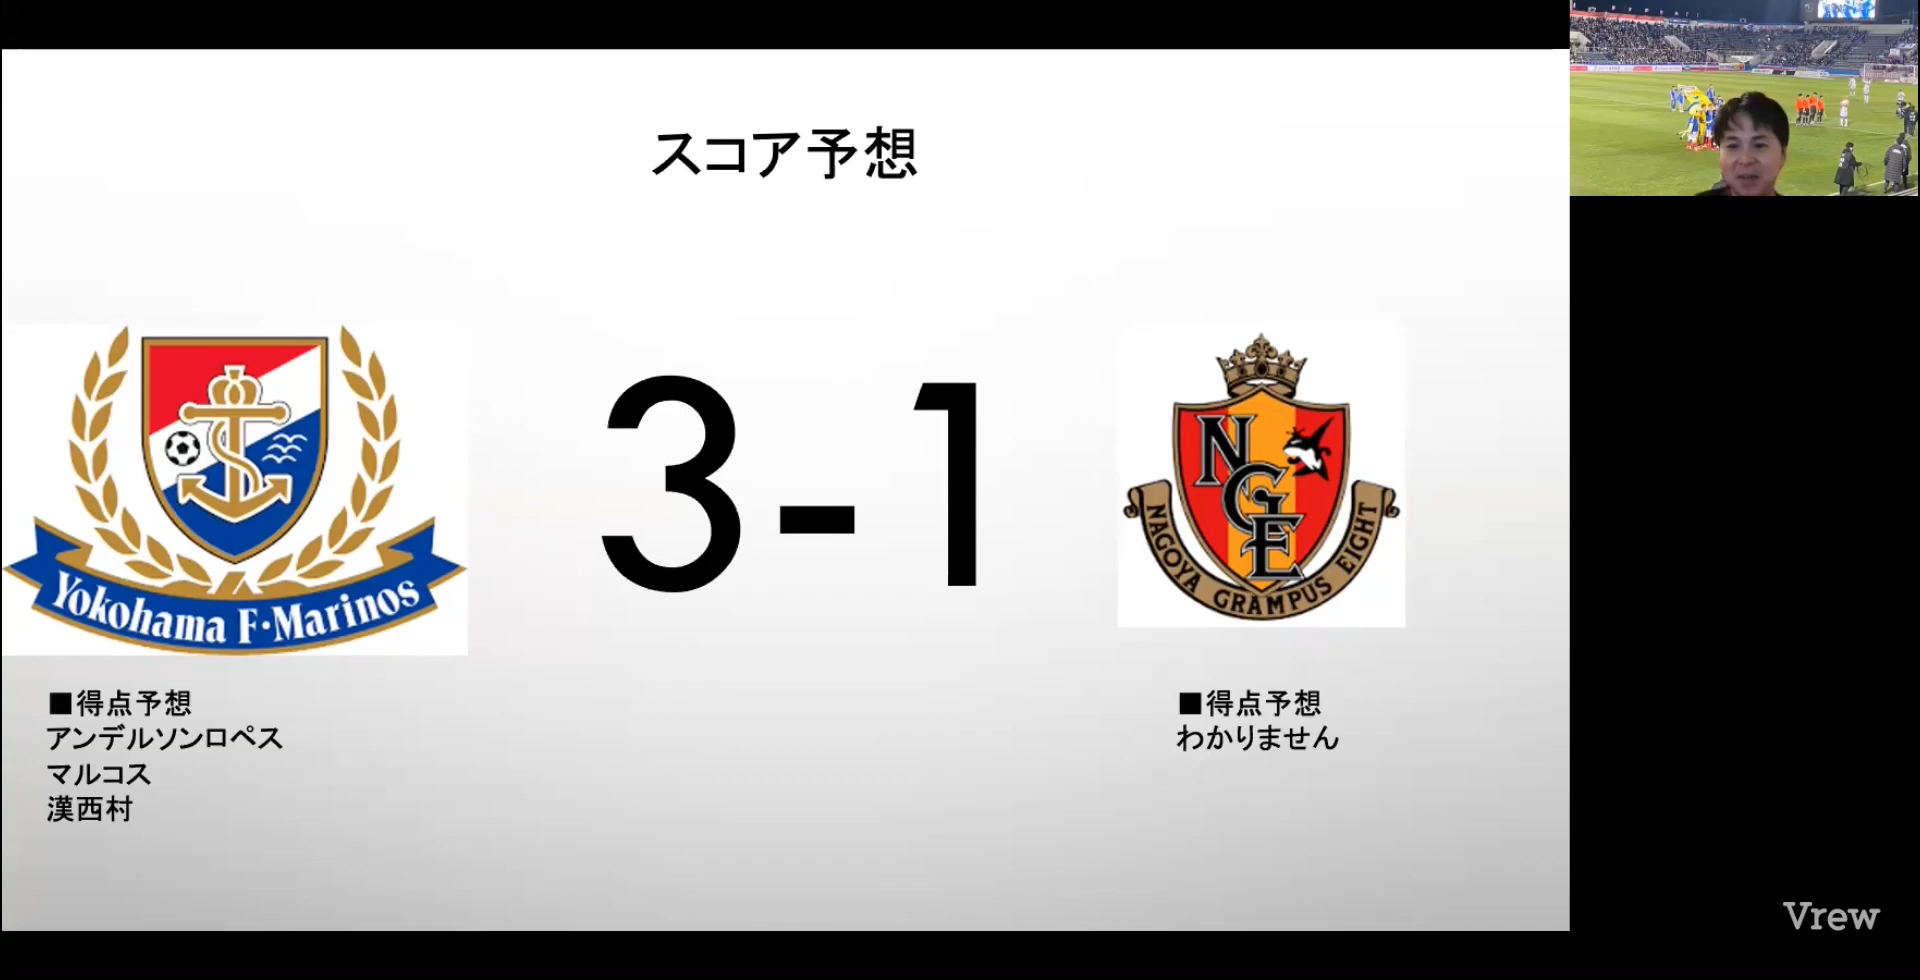 スコア予想
3-1
Yokohama F・Marinos
NGE
NAGOYA GRAMPUS EIGHT
■得点予想
アンデルソンロペス
マルコス
漢西村
■得点予想
わかりません
Vrew